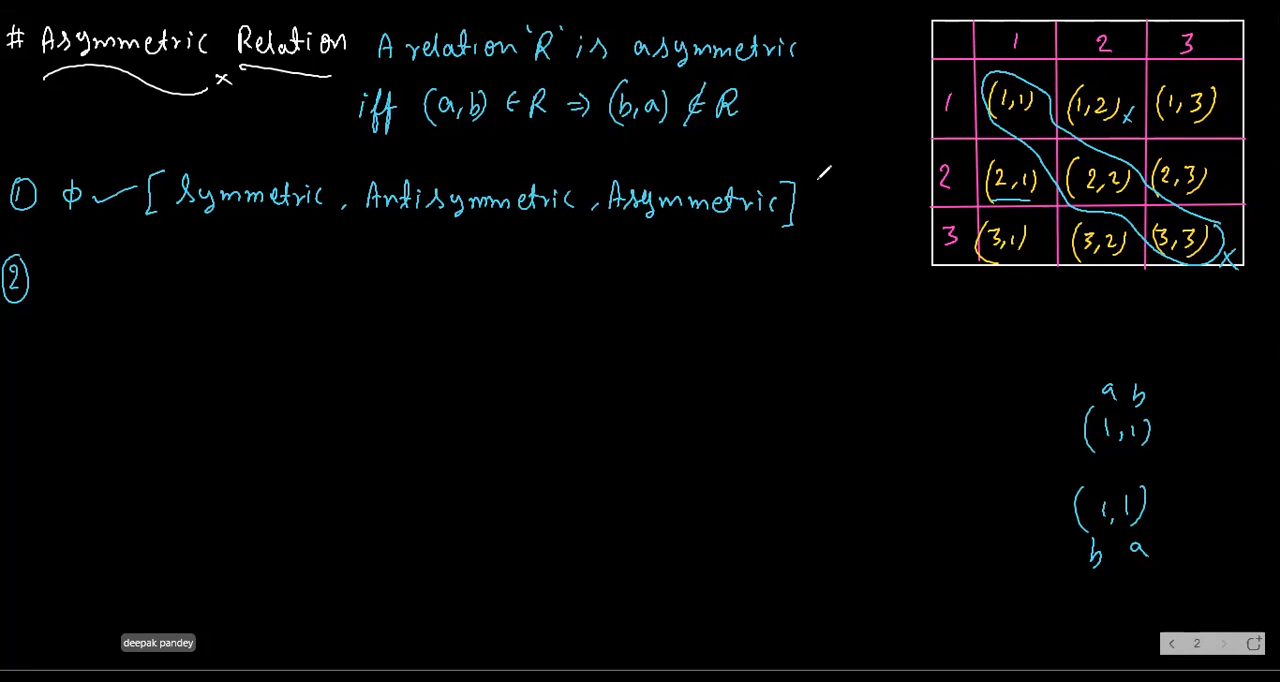 # Asymmetric Relation A relation 'R' is asymmetric
iff (a,b) ∈ R ⇒ (b,a) ∉ R
① φ ✓ [Symmetric, Antisymmetric, Asymmetric]
②
1 2 3
1 (1,1) (1,2) x (1,3)
2 (2,1) (2,2) (2,3)
3 (3,1) (3,2) (3,3) x
a b
(1,1)
(1,1)
b a
deepak pandey
< 2 >